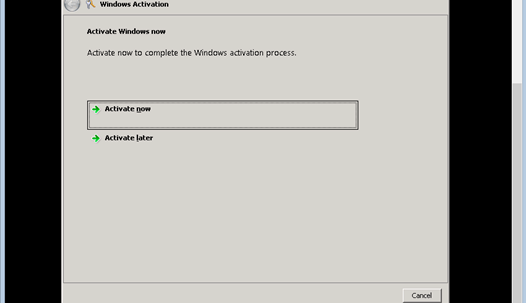 Windows Activation
Activate Windows now
Activate now to complete the Windows activation process.
Activate now
Activate later
Cancel